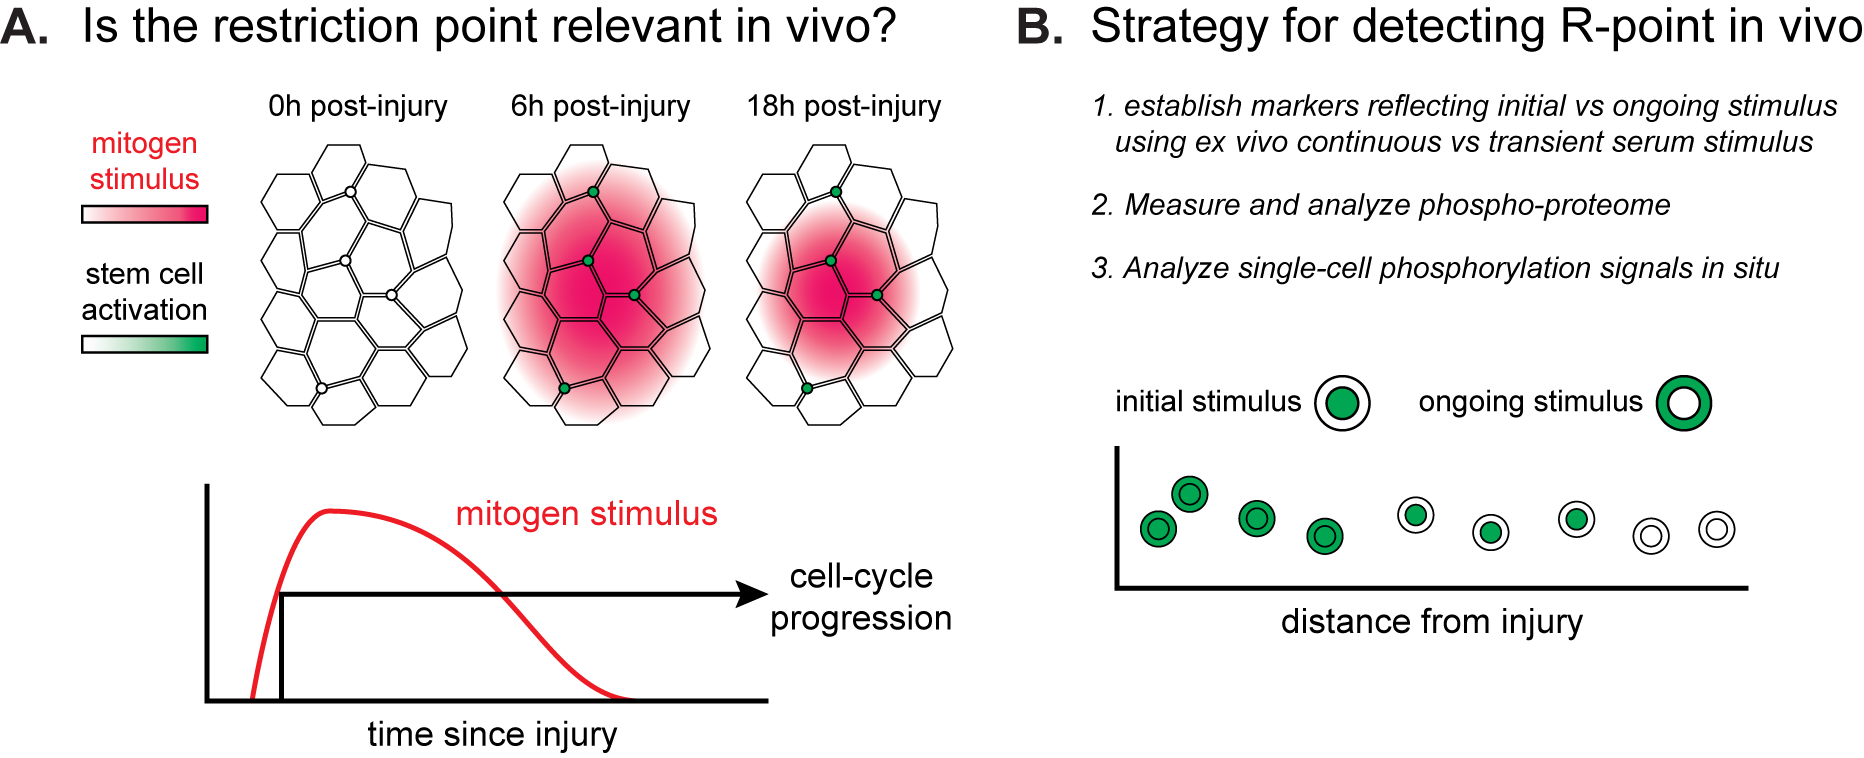 A. Is the restriction point relevant in vivo?
0h post-injury
6h post-injury
18h post-injury
mitogen
stimulus
stem cell
activation
mitogen stimulus
cell-cycle
progression
time since injury
B. Strategy for detecting R-point in vivo
1. establish markers reflecting initial vs ongoing stimulus
using ex vivo continuous vs transient serum stimulus
2. Measure and analyze phospho-proteome
3. Analyze single-cell phosphorylation signals in situ
initial stimulus
ongoing stimulus
distance from injury